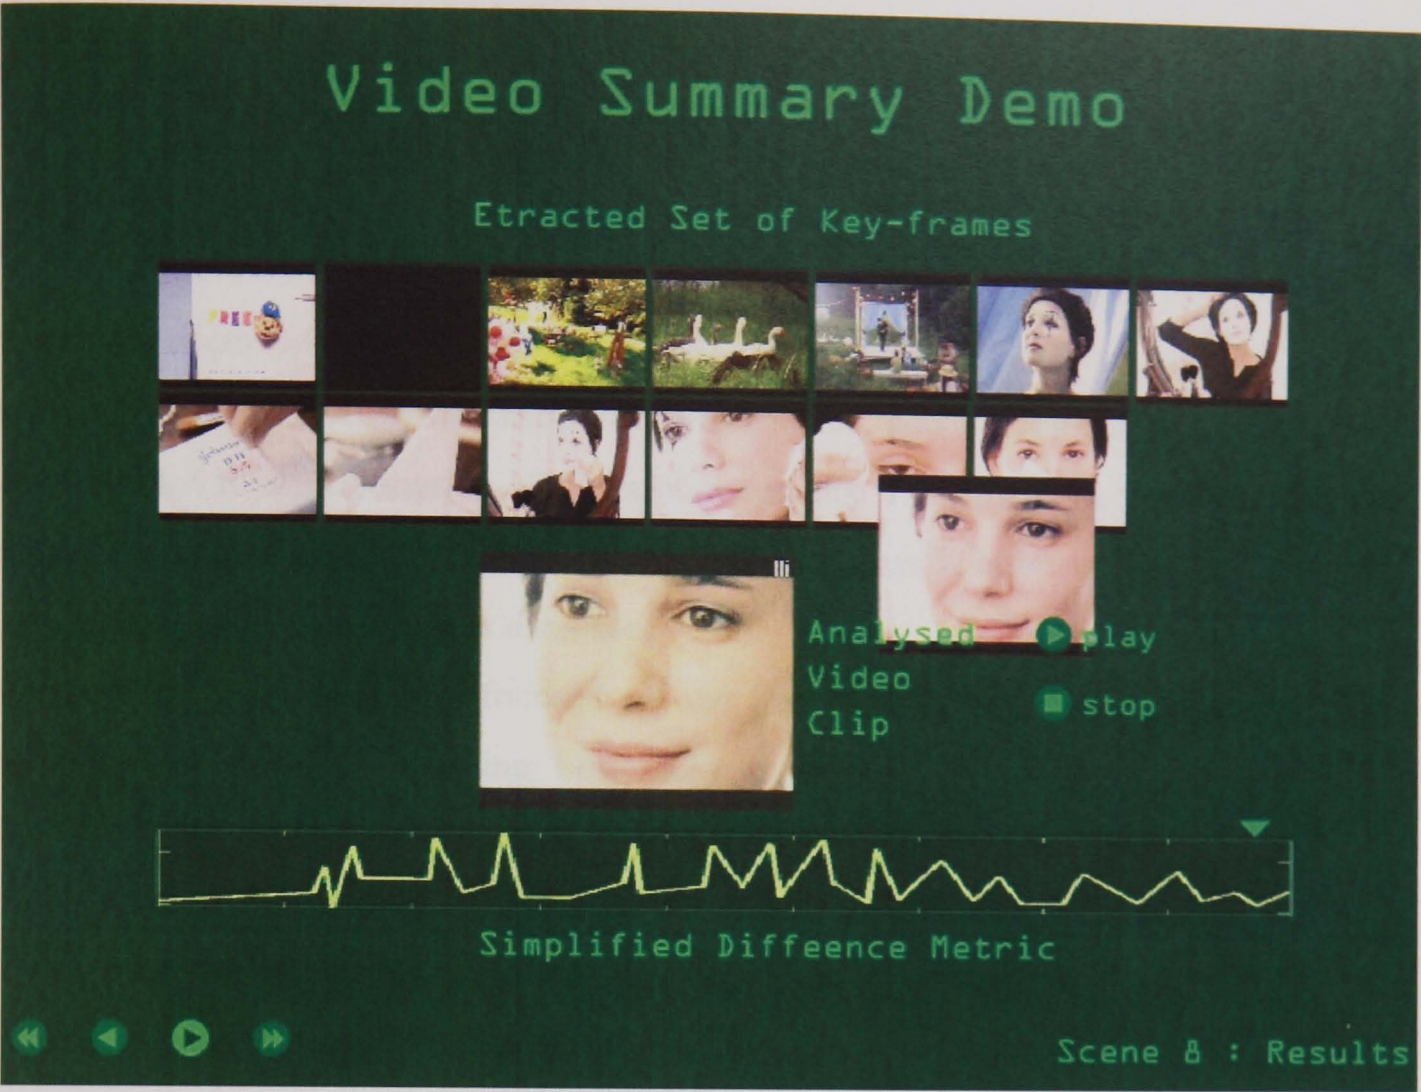 Video Summary Demo
Etracted Set of Key-frames
FREE
Analysed
Video
Clip
play
stop
Simplified Diffeence Metric
Scene 8 : Results